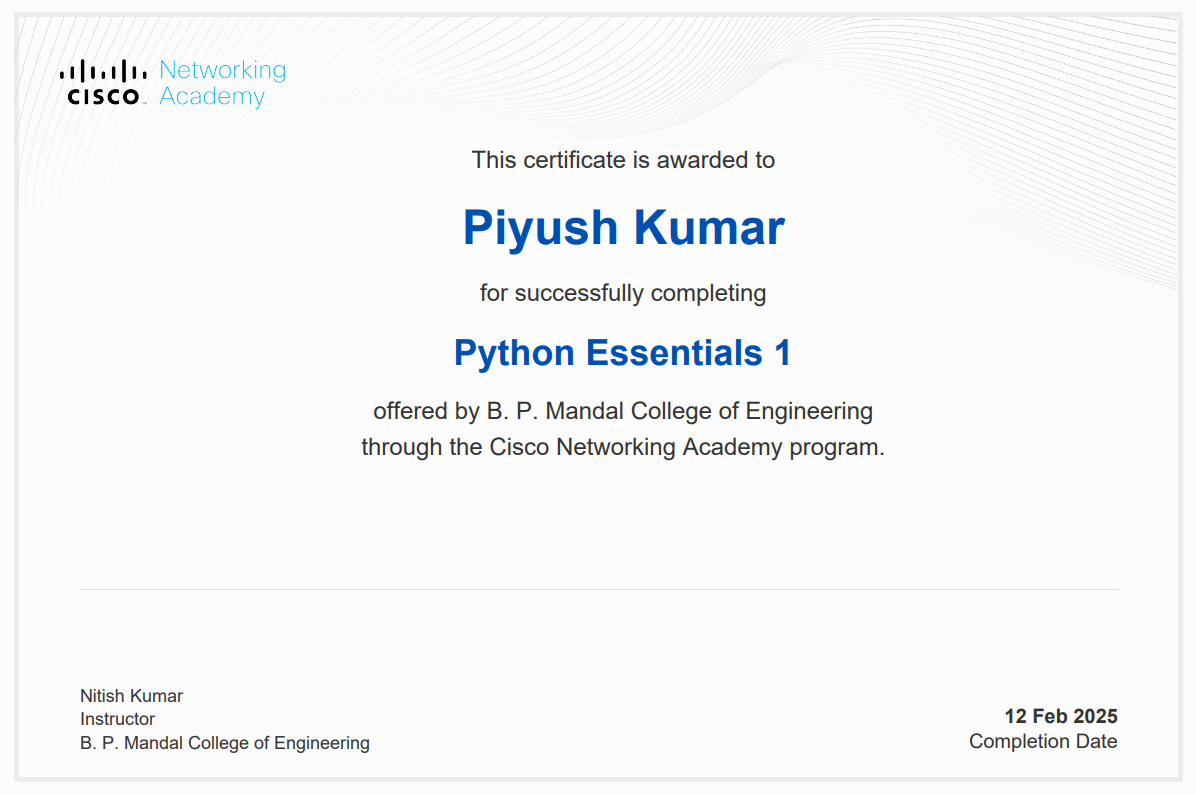 Networking
CISCO Academy
This certificate is awarded to
Piyush Kumar
for successfully completing
Python Essentials 1
offered by B. P. Mandal College of Engineering
through the Cisco Networking Academy program.
Nitish Kumar
Instructor
B. P. Mandal College of Engineering
12 Feb 2025
Completion Date